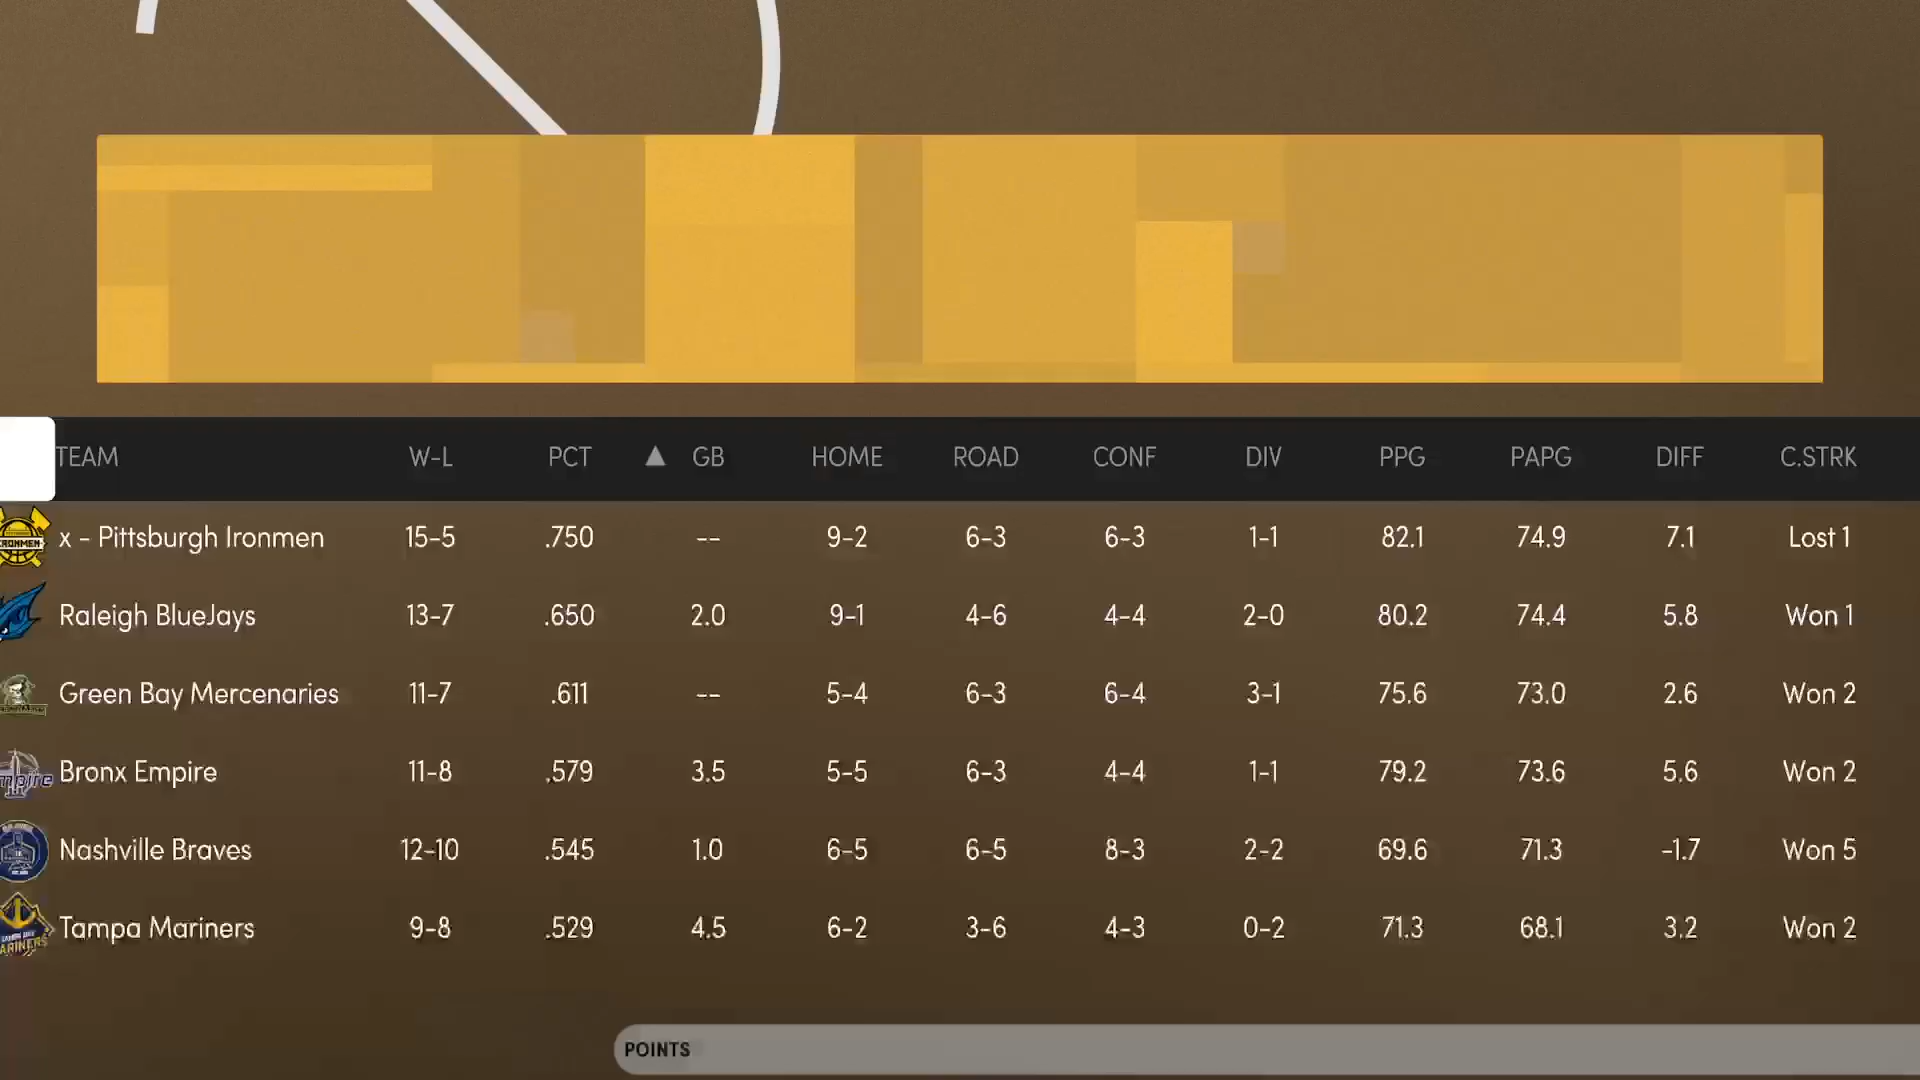 TEAM W-L PCT ▲ GB HOME ROAD CONF DIV PPG PAPG DIFF C.STRK
x - Pittsburgh Ironmen 15-5 .750 -- 9-2 6-3 6-3 1-1 82.1 74.9 7.1 Lost 1
Raleigh BlueJays 13-7 .650 2.0 9-1 4-6 4-4 2-0 80.2 74.4 5.8 Won 1
Green Bay Mercenaries 11-7 .611 -- 5-4 6-3 6-4 3-1 75.6 73.0 2.6 Won 2
Bronx Empire 11-8 .579 3.5 5-5 6-3 4-4 1-1 79.2 73.6 5.6 Won 2
Nashville Braves 12-10 .545 1.0 6-5 6-5 8-3 2-2 69.6 71.3 -1.7 Won 5
Tampa Mariners 9-8 .529 4.5 6-2 3-6 4-3 0-2 71.3 68.1 3.2 Won 2
POINTS